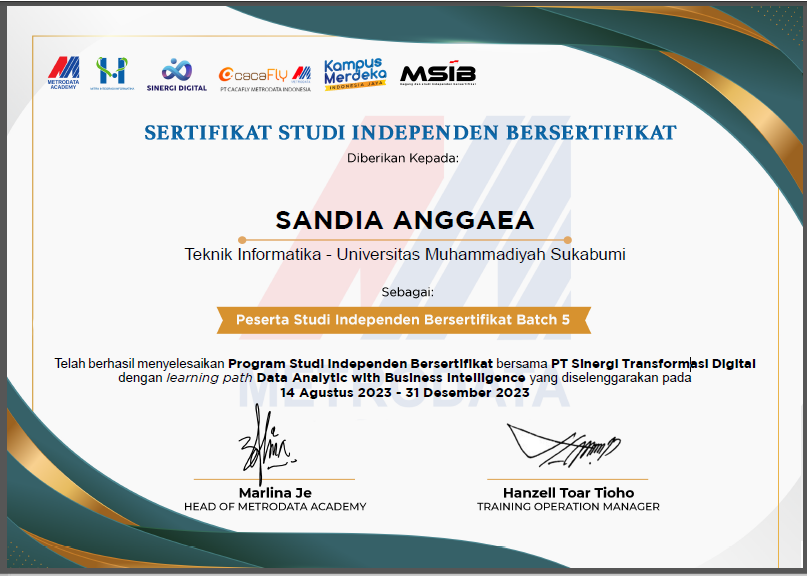 METRODATA
ACADEMY
SINERGI DIGITAL
cacaFly
PT CACAFLY METRODATA INDONESIA
Kampus
Merdeka
INDONESIA JAYA
MSIB
SERTIFIKAT STUDI INDEPENDEN BERSERTIFIKAT
Diberikan Kepada:
SANDIA ANGGAEA
Teknik Informatika - Universitas Muhammadiyah Sukabumi
Sebagai:
Peserta Studi Independen Bersertifikat Batch 5
Telah berhasil menyelesaikan Program Studi Independen Bersertifikat bersama PT Sinergi Transformasi Digital
dengan learning path Data Analytic with Business Intelligence yang diselenggarakan pada
14 Agustus 2023 - 31 Desember 2023
METRODATA
Marlina Je
HEAD OF METRODATA ACADEMY
Hanzell Toar Tioho
TRAINING OPERATION MANAGER